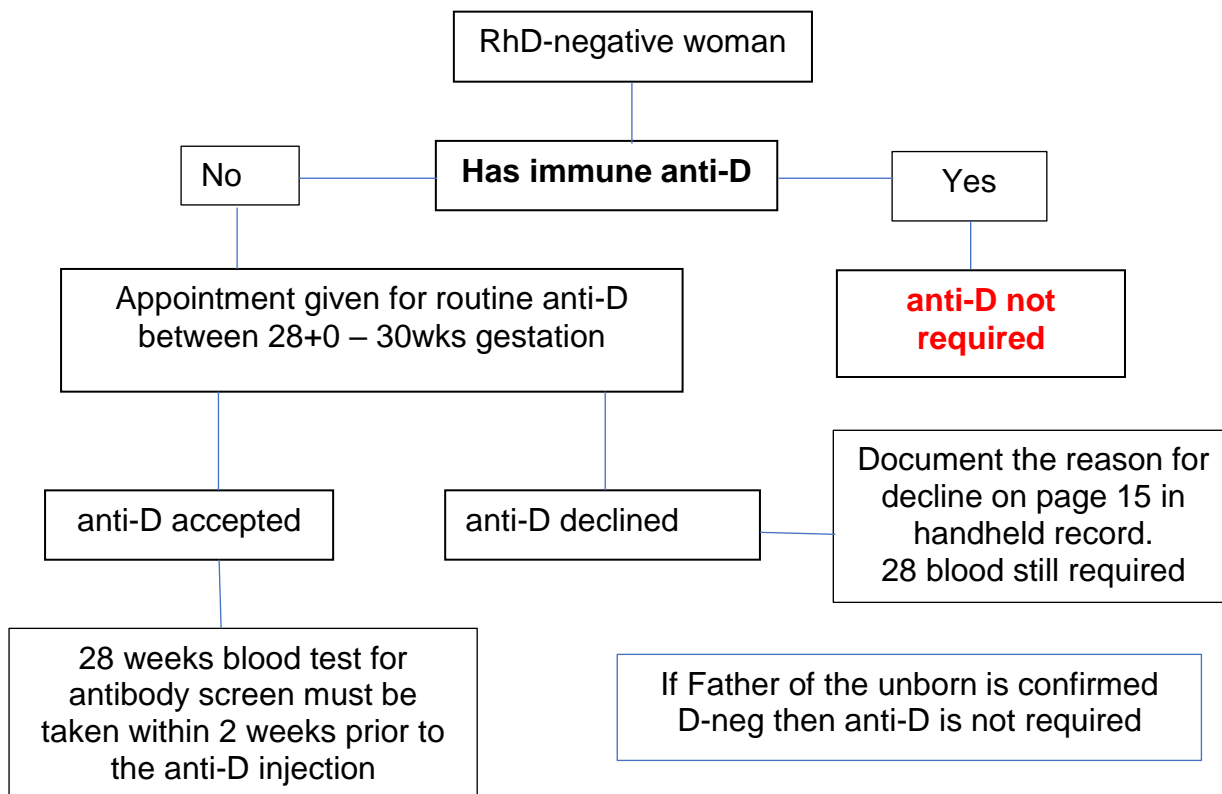 RhD-negative woman
No
Has immune anti-D
Yes
Appointment given for routine anti-D
between 28+0 – 30wks gestation
anti-D not
required
anti-D accepted
anti-D declined
Document the reason for
decline on page 15 in
handheld record.
28 blood still required
28 weeks blood test for
antibody screen must be
taken within 2 weeks prior to
the anti-D injection
If Father of the unborn is confirmed
D-neg then anti-D is not required